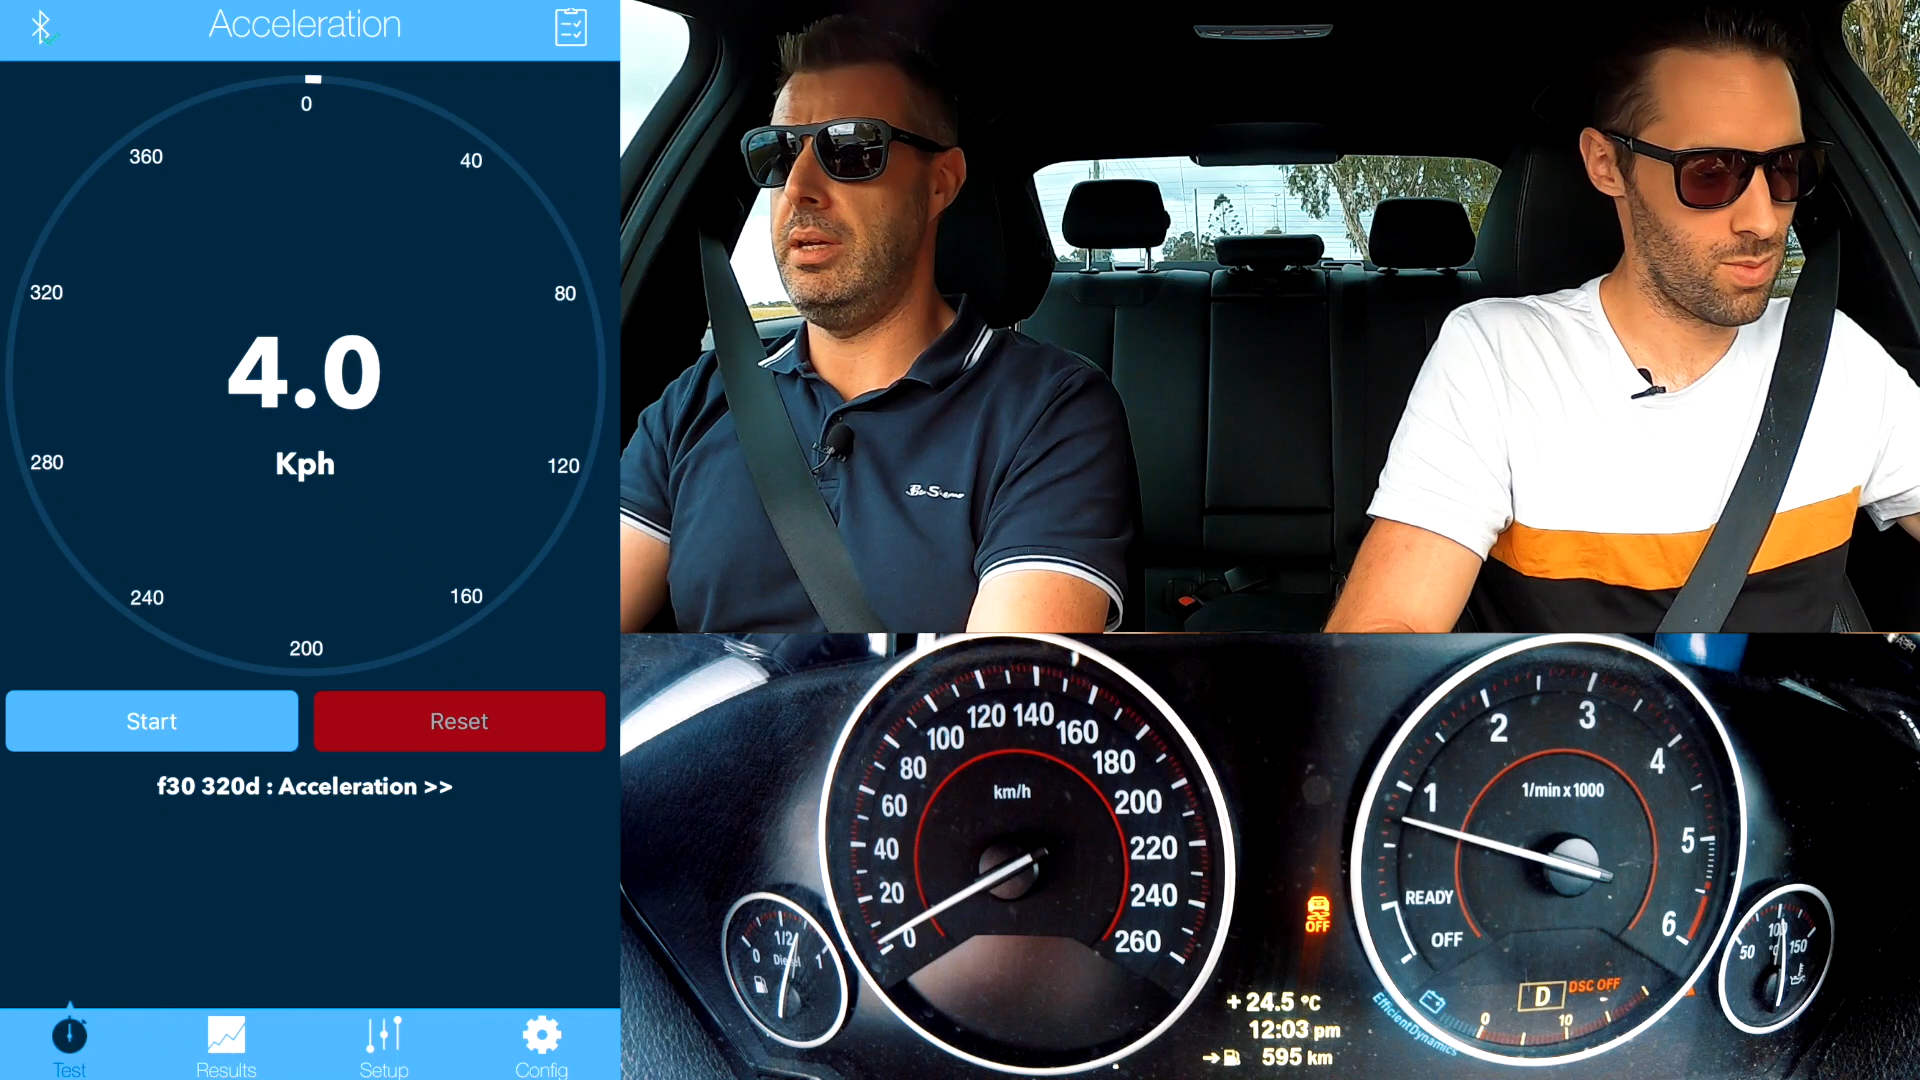 Acceleration
0
40
80
120
160
200
240
280
320
360
4.0
Kph
Start
Reset
f30 320d : Acceleration >>
Test
Results
Setup
Config
0
20
40
60
80
100
120
140
160
180
200
220
240
260
km/h
0
1/2
1
Diesel
OFF
+ 24.5 °C
12:03 pm
595 km
1
2
3
4
5
6
1/min x 1000
READY
OFF
D
DSC OFF
0
10
EfficientDynamics
50
100
150
°C